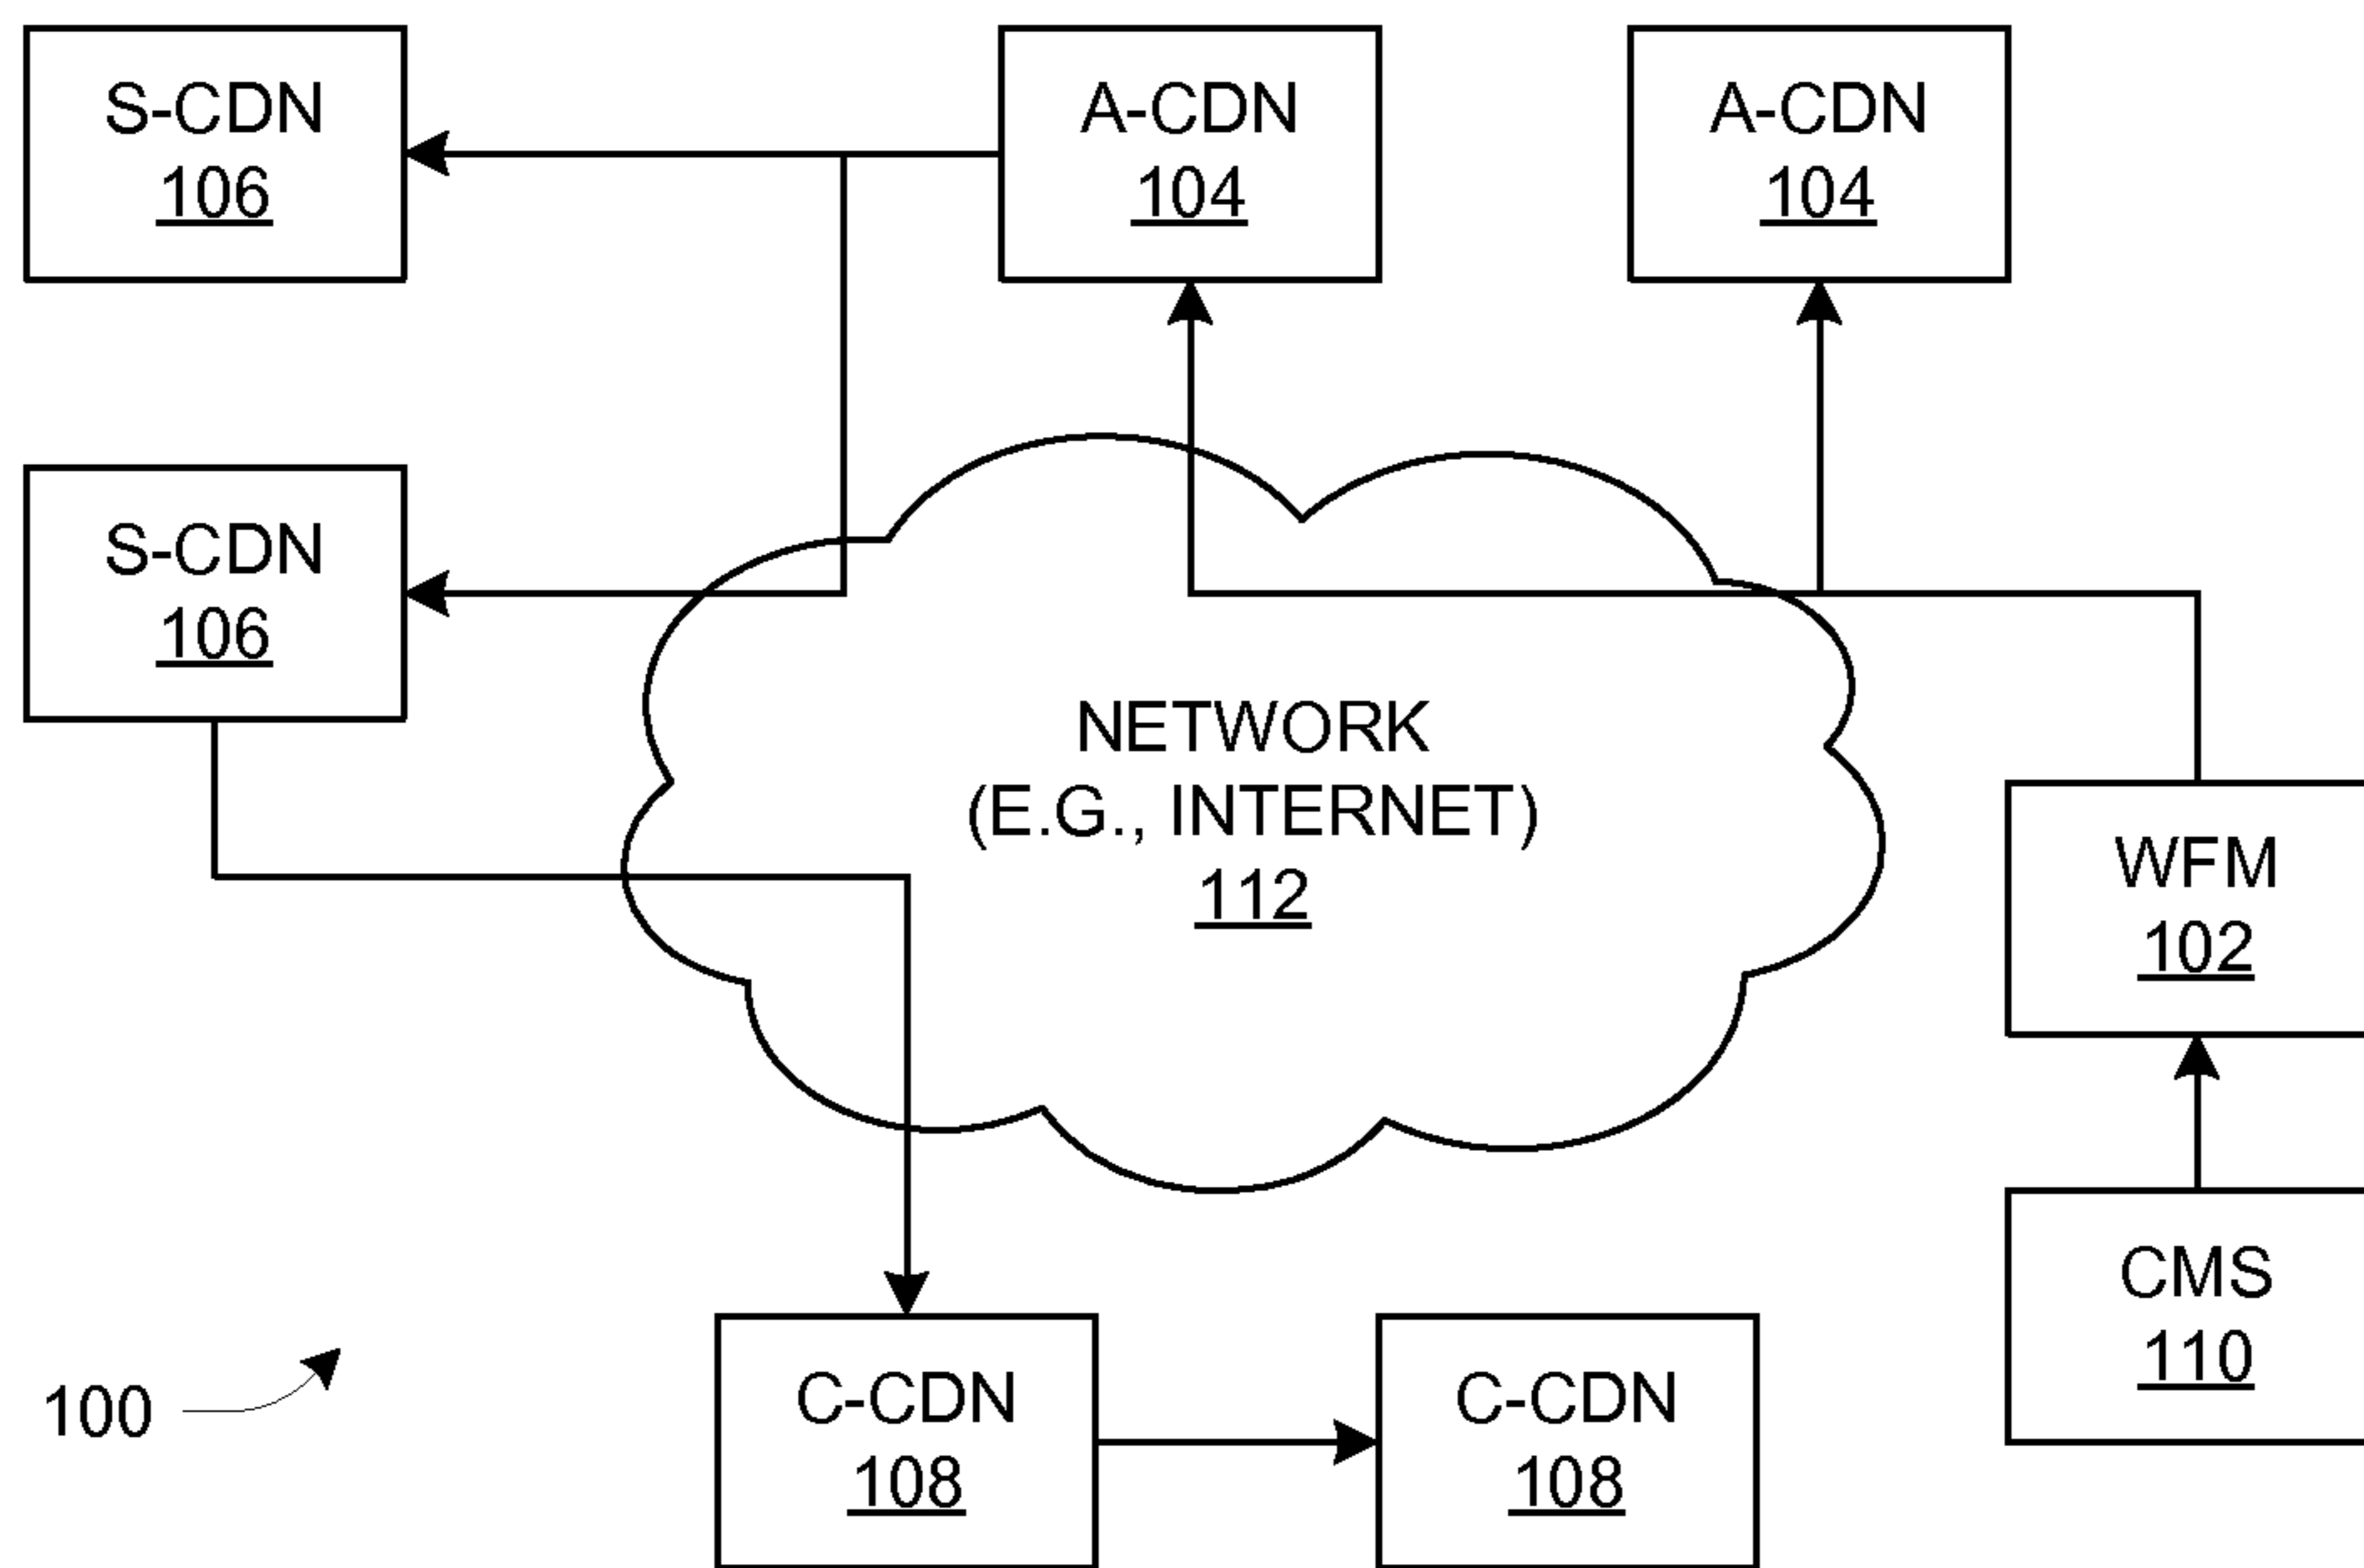 S-CDN
106
A-CDN
104
A-CDN
104
S-CDN
106
NETWORK
(E.G., INTERNET)
112
WFM
102
CMS
110
100
C-CDN
108
C-CDN
108